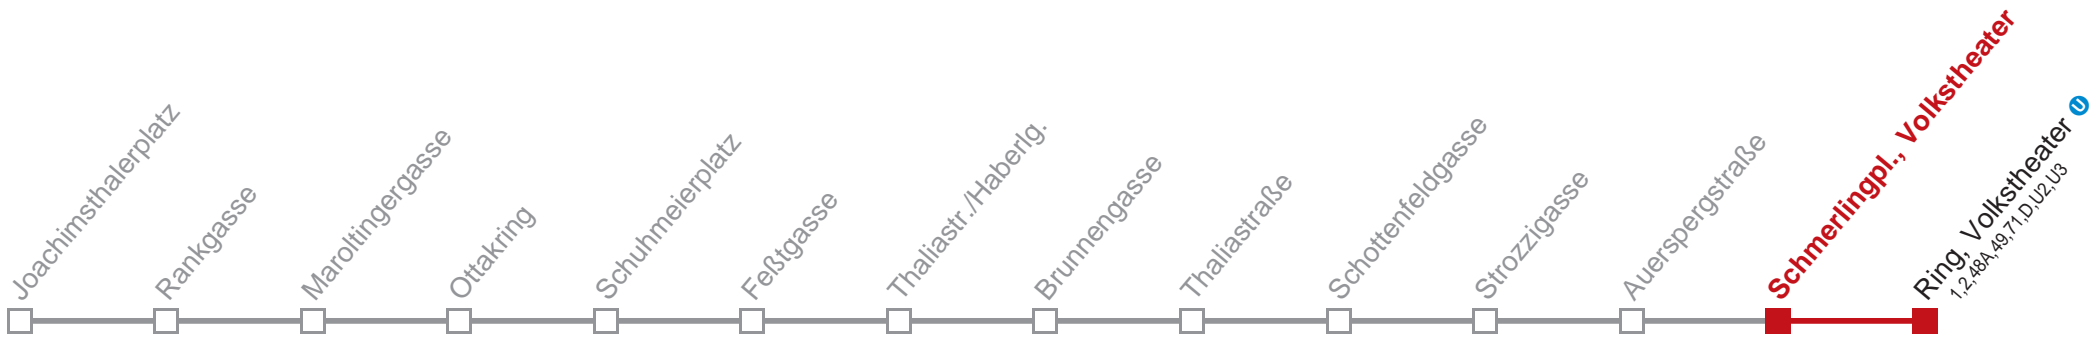 Joachimsthalerplatz
Rankgasse
Maroltingergasse
Ottakring
Schuhmeierplatz
Feßtgasse
Thaliastr./Haberlg.
Brunnengasse
Thaliastraße
Schottenfeldgasse
Strozzigasse
Auerspergstraße
Schmerlingpl., Volkstheater
Ring, Volkstheater U
1,2,48A,49,71,D,U2,U3